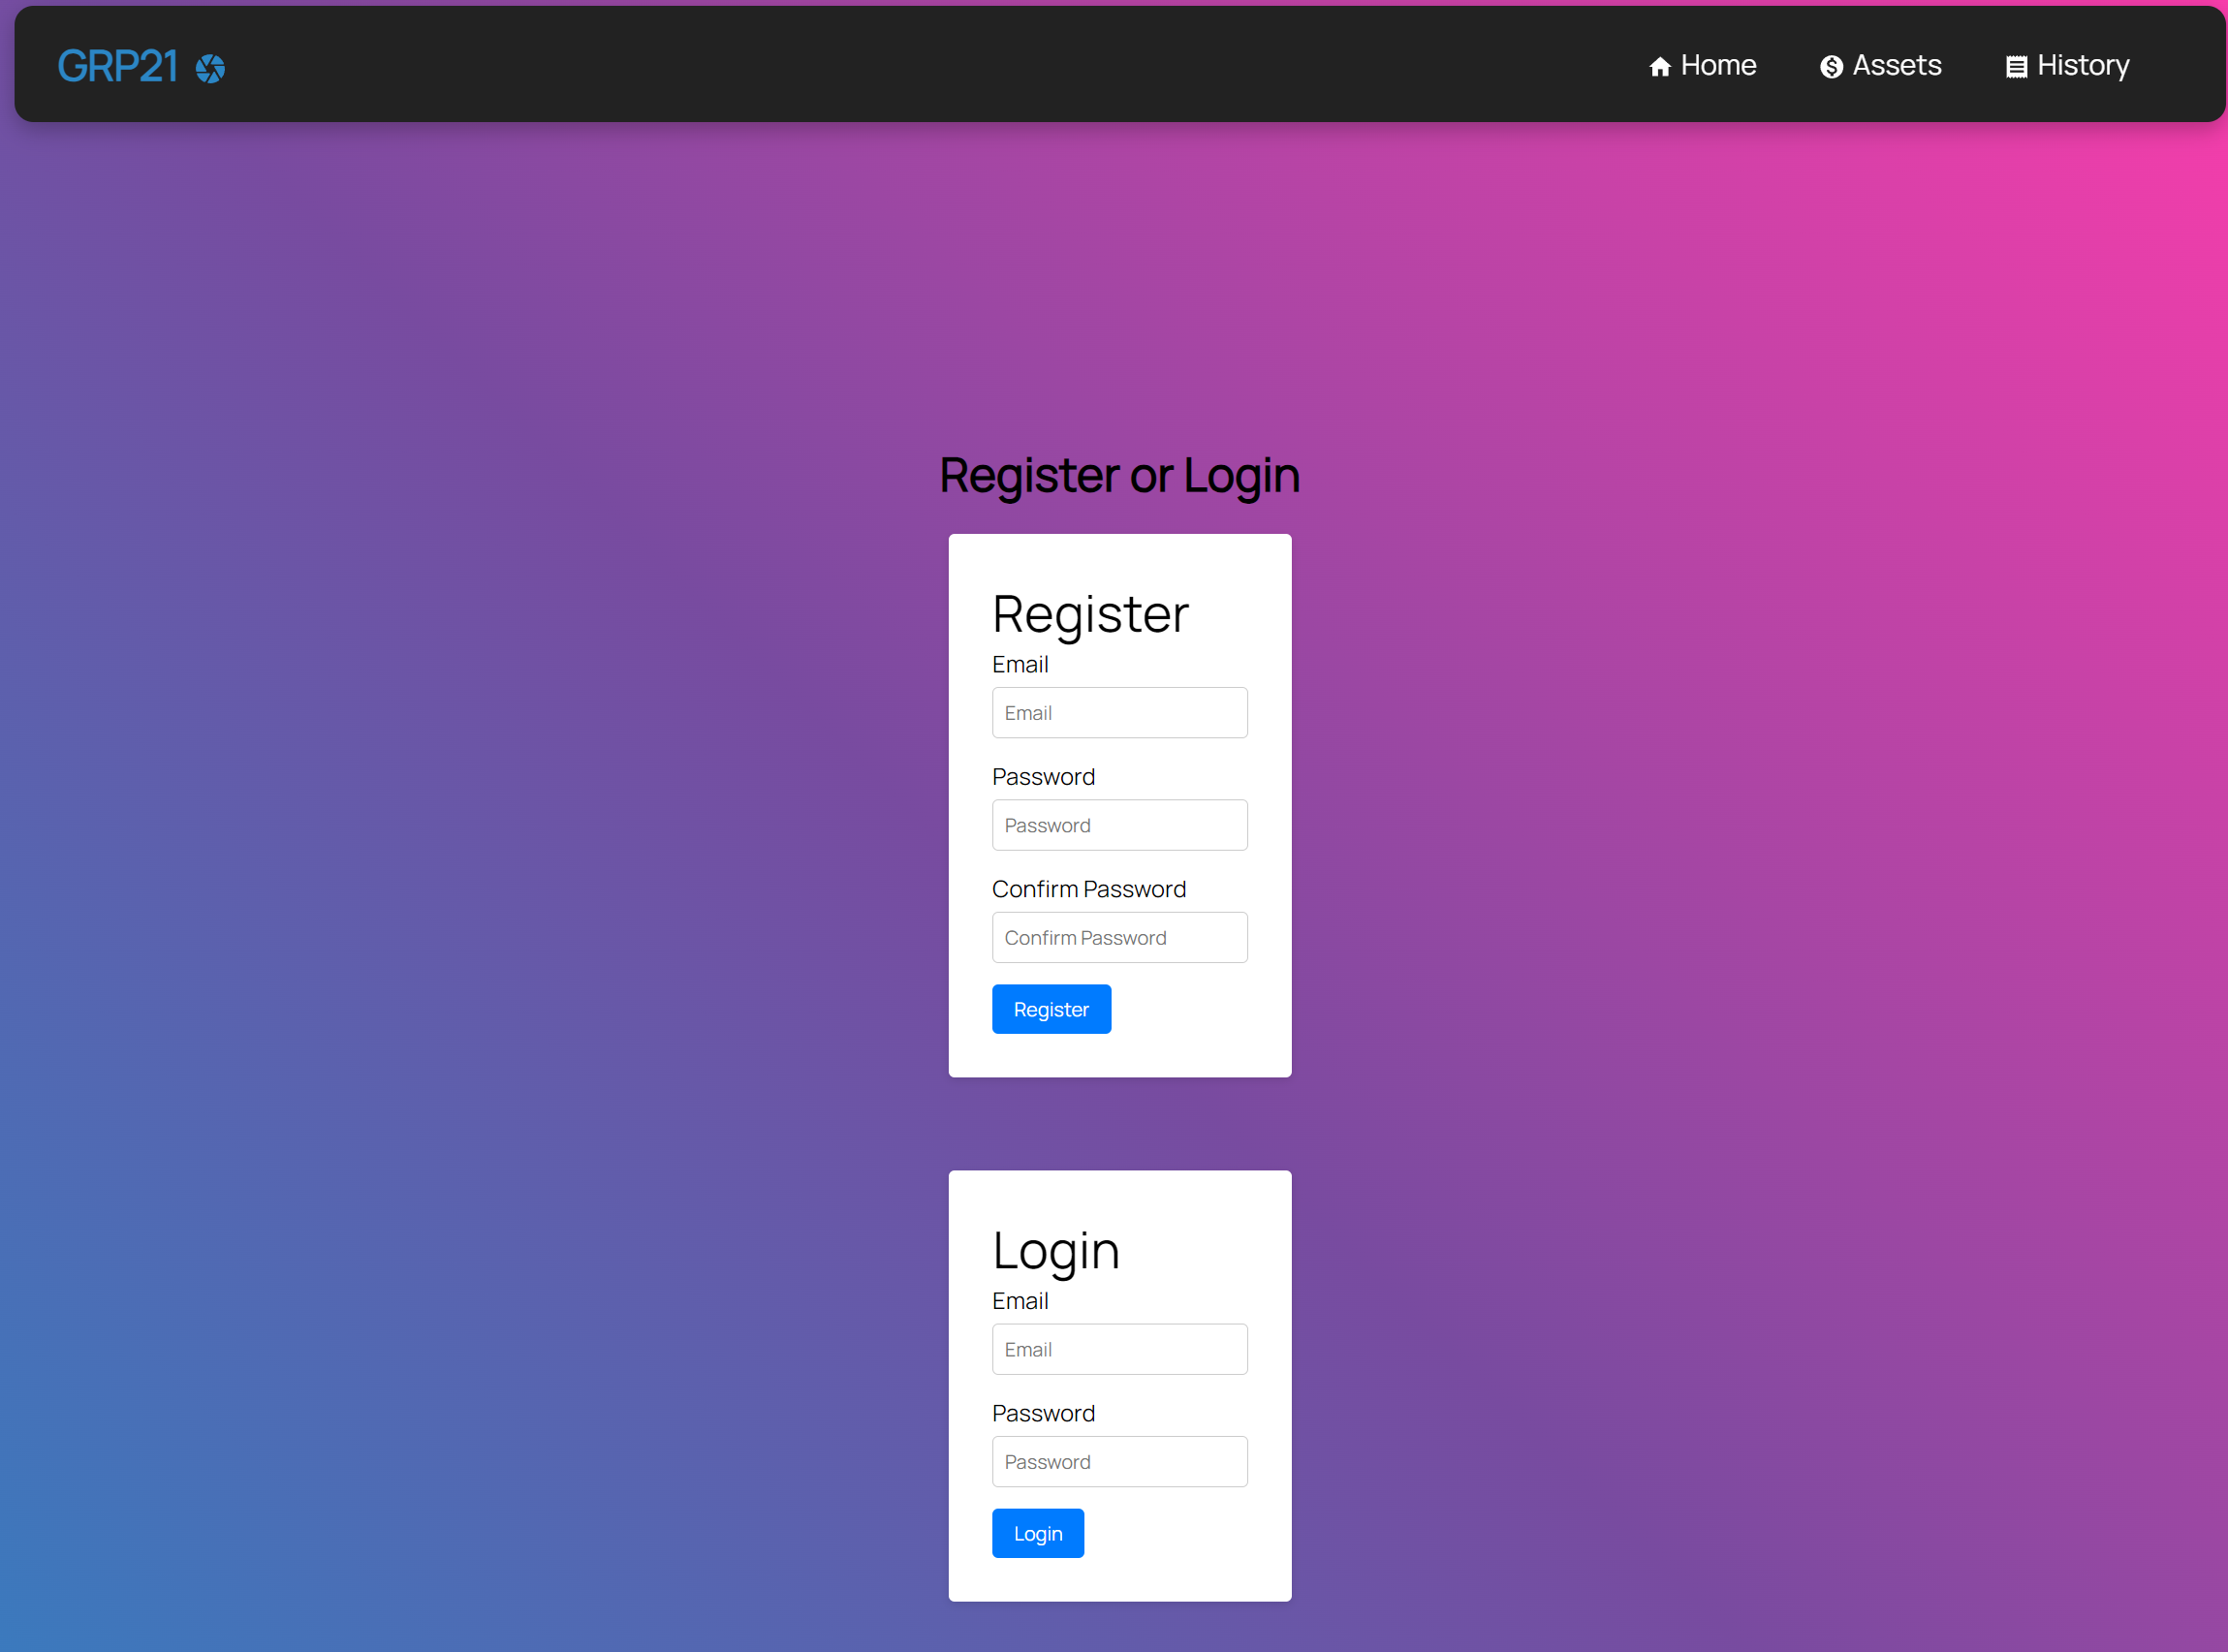 GRP21
Home Assets History
Register or Login
Register
Email
Email
Password
Password
Confirm Password
Confirm Password
Register
Login
Email
Email
Password
Password
Login